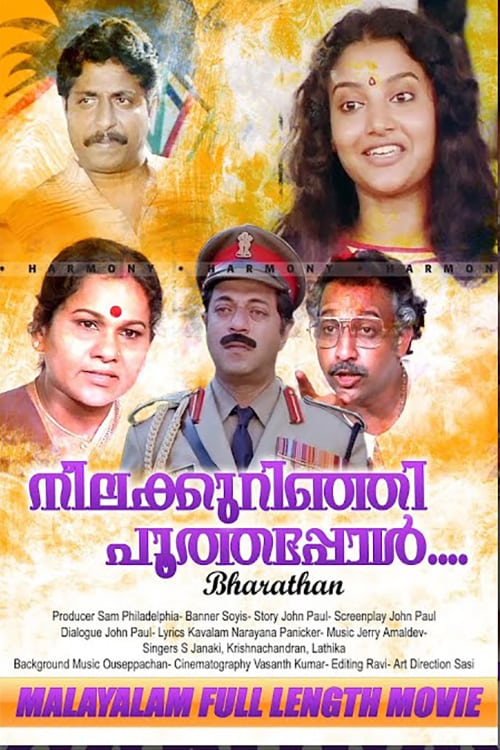 • HARMONY • HARMONY • HARMON
നീലക്കുറിഞ്ഞി
പൂത്തപ്പോൾ....
Bharathan
Producer Sam Philadelphia- Banner Soyis- Story John Paul- Screenplay John Paul
Dialogue John Paul- Lyrics Kavalam Narayana Panicker- Music Jerry Amaldev-
Singers S Janaki, Krishnachandran, Lathika
Background Music Ouseppachan- Cinematography Vasanth Kumar- Editing Ravi- Art Direction Sasi
MALAYALAM FULL LENGTH MOVIE